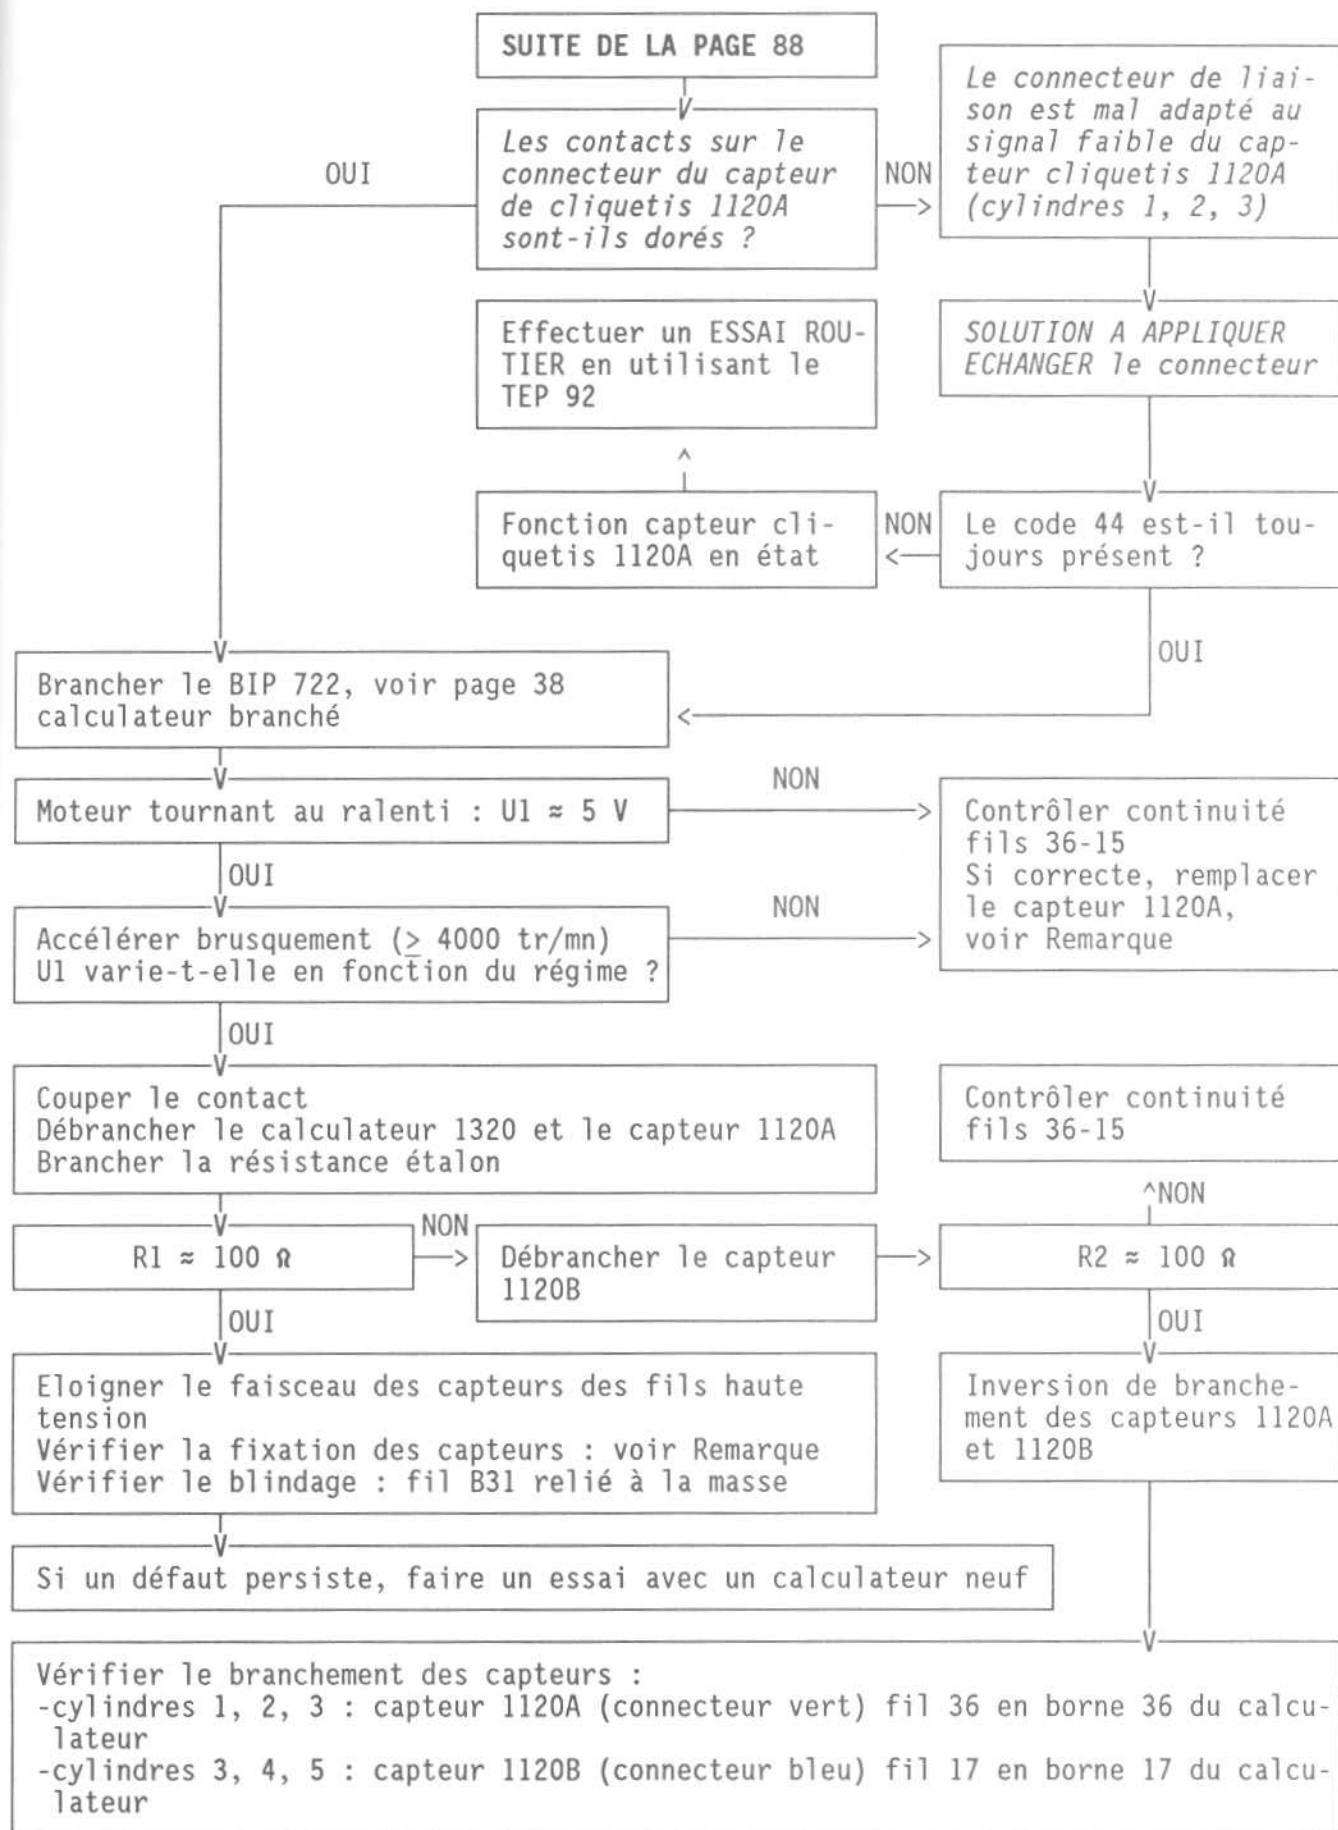 SUITE DE LA PAGE 88
Les contacts sur le
connecteur du capteur
de cliquetis 1120A
sont-ils dorés ?
OUI
NON
Le connecteur de liai-
son est mal adapté au
signal faible du cap-
teur cliquetis 1120A
(cylindres 1, 2, 3)
Effectuer un ESSAI ROU-
TIER en utilisant le
TEP 92
SOLUTION A APPLIQUER
ECHANGER le connecteur
Fonction capteur cli-
quetis 1120A en état
NON
Le code 44 est-il tou-
jours présent ?
OUI
Brancher le BIP 722, voir page 38
calculateur branché
Moteur tournant au ralenti : U1 ≈ 5 V
NON
Contrôler continuité
fils 36-15
Si correcte, remplacer
le capteur 1120A,
voir Remarque
OUI
Accélérer brusquement (≥ 4000 tr/mn)
U1 varie-t-elle en fonction du régime ?
NON
OUI
Couper le contact
Débrancher le calculateur 1320 et le capteur 1120A
Brancher la résistance étalon
Contrôler continuité
fils 36-15
NON
R1 ≈ 100 Ω
NON
Débrancher le capteur
1120B
R2 ≈ 100 Ω
OUI
OUI
Eloigner le faisceau des capteurs des fils haute
tension
Vérifier la fixation des capteurs : voir Remarque
Vérifier le blindage : fil B31 relié à la masse
Inversion de branche-
ment des capteurs 1120A
et 1120B
Si un défaut persiste, faire un essai avec un calculateur neuf
Vérifier le branchement des capteurs :
-cylindres 1, 2, 3 : capteur 1120A (connecteur vert) fil 36 en borne 36 du calcu-
lateur
-cylindres 3, 4, 5 : capteur 1120B (connecteur bleu) fil 17 en borne 17 du calcu-
lateur